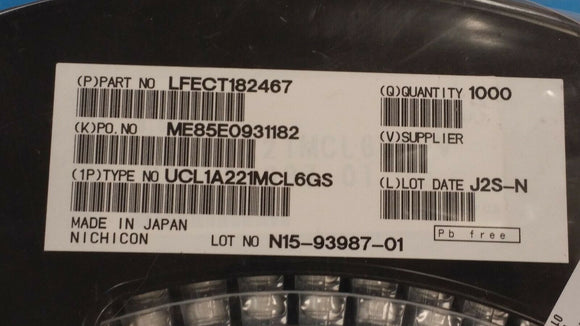 (P)PART NO LFECT182467 (Q)QUANTITY 1000
(K)PO.NO ME85E0931182 (V)SUPPLIER
(1P)TYPE NO UCL1A221MCL6GS (L)LOT DATE J2S-N
MADE IN JAPAN
NICHICON LOT NO N15-93987-01 Pb free